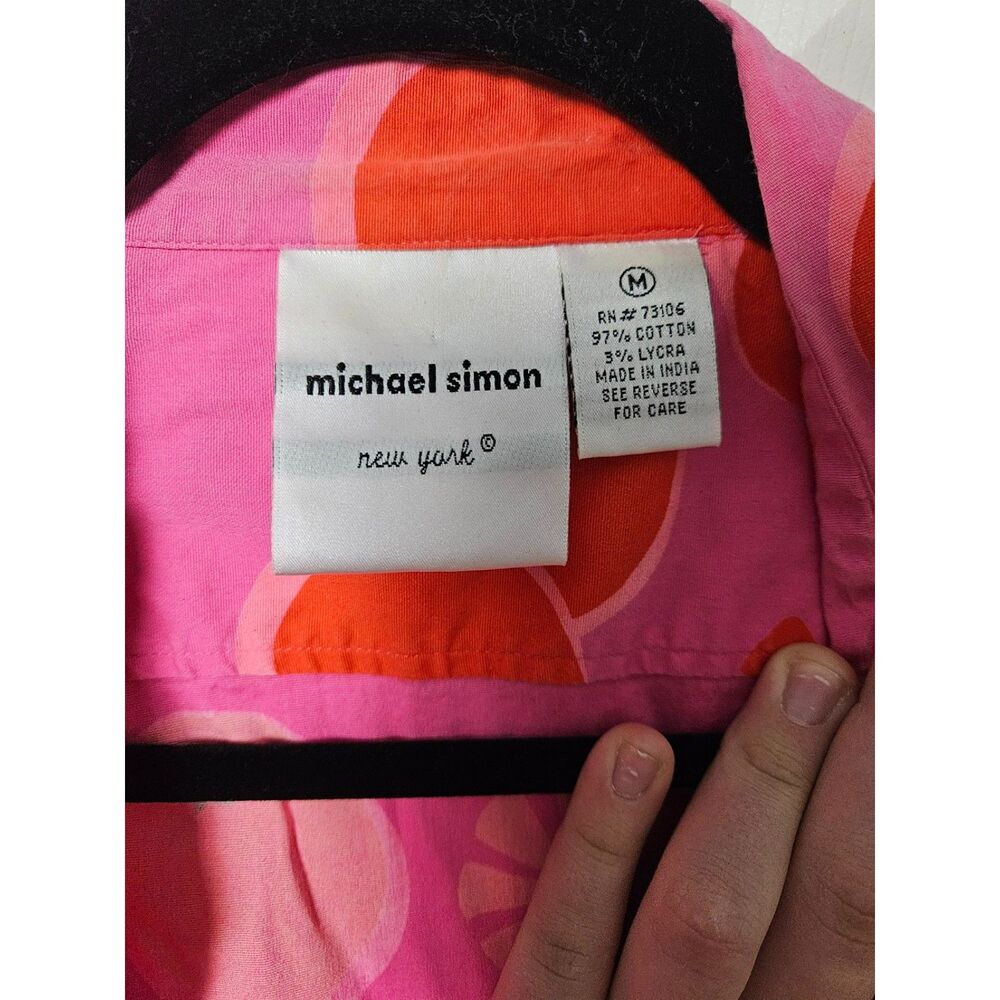 michael simon
new york ©
M
RN# 73106
97% COTTON
3% LYCRA
MADE IN INDIA
SEE REVERSE
FOR CARE